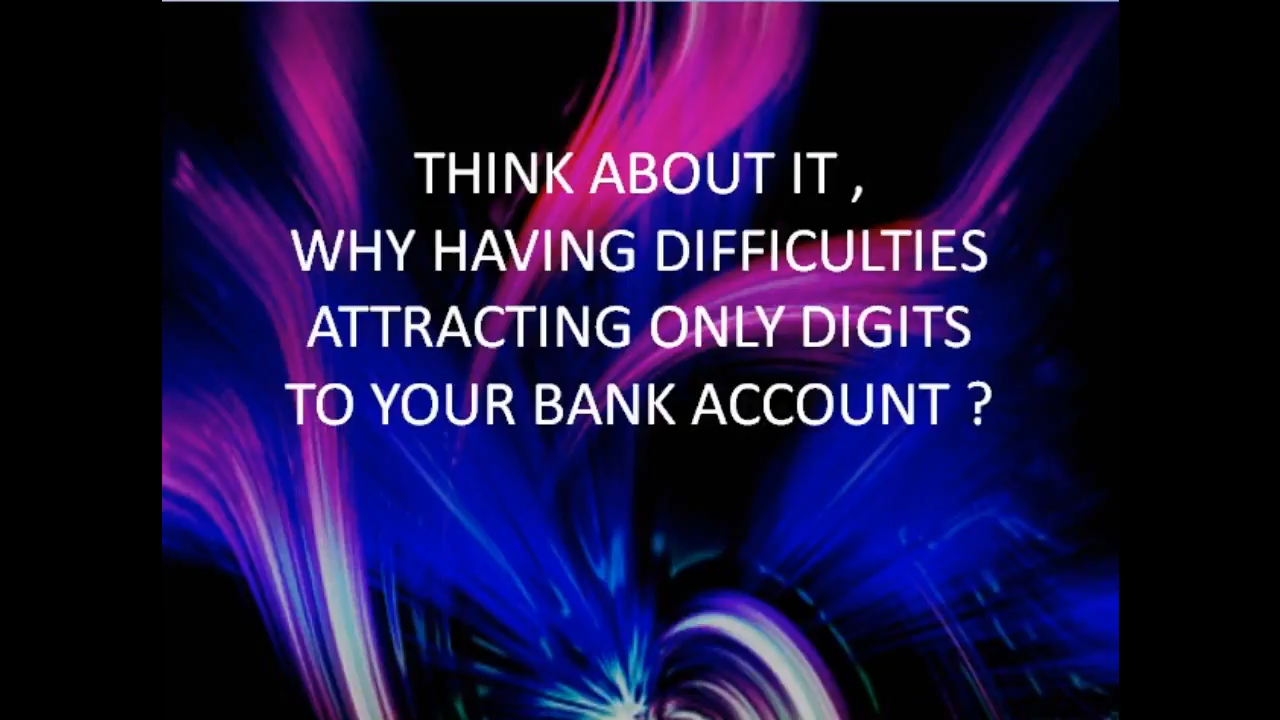 THINK ABOUT IT ,
WHY HAVING DIFFICULTIES
ATTRACTING ONLY DIGITS
TO YOUR BANK ACCOUNT ?